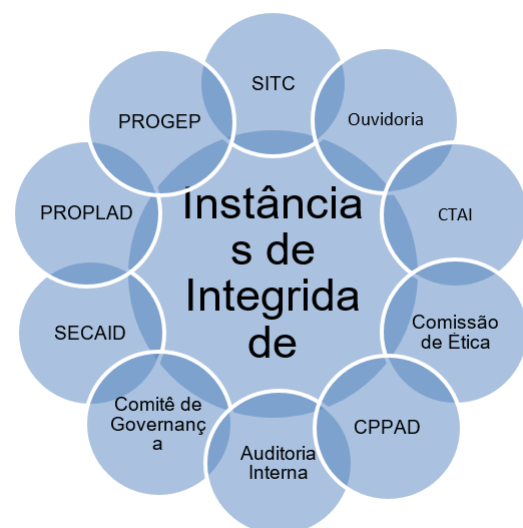 SITC
Ouvidoria
CTAI
Comissão
de Ética
CPPAD
Auditoria
Interna
Comitê de
Governanç
a
SECAID
PROPLAD
PROGEP
Instância
s de
Integrida
de